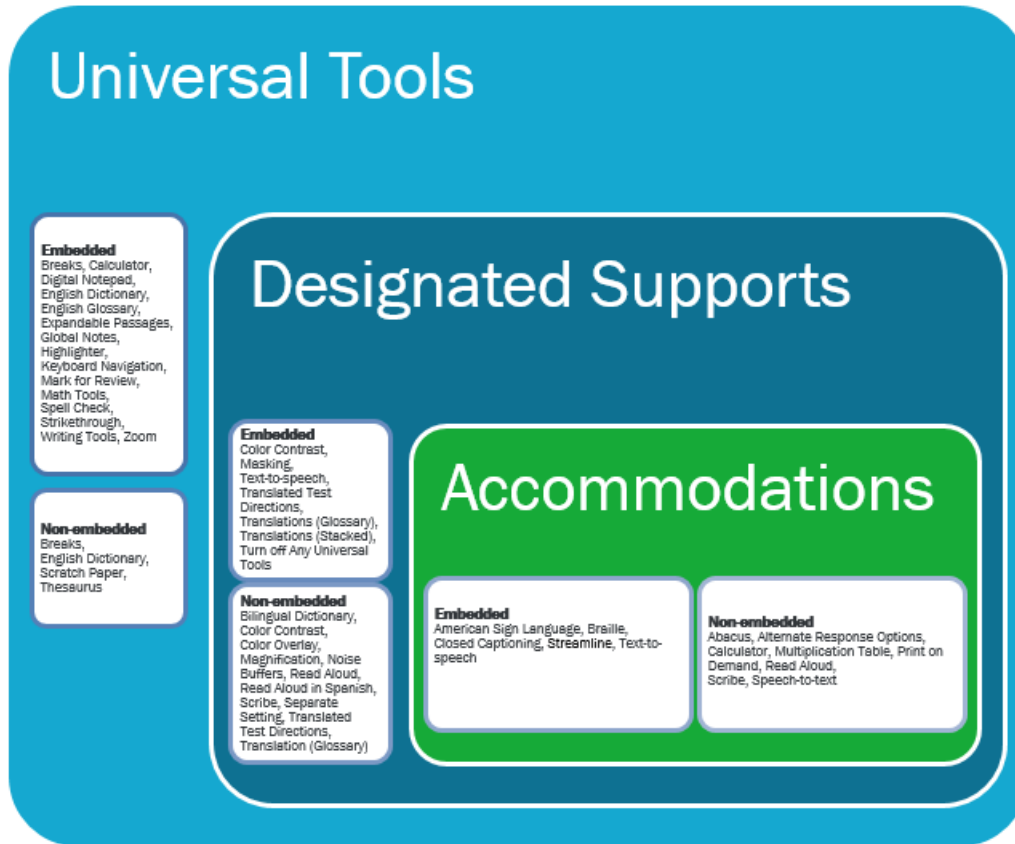 Universal Tools
Embedded
Breaks, Calculator,
Digital Notepad,
English Dictionary,
English Glossary,
Expandable Passages,
Global Notes,
Highlighter,
Keyboard Navigation,
Mark for Review,
Math Tools,
Spell Check,
Strikethrough,
Writing Tools, Zoom
Non-embedded
Breaks,
English Dictionary,
Scratch Paper,
Thesaurus
Designated Supports
Embedded
Color Contrast,
Masking,
Text-to-speech,
Translated Test
Directions,
Translations (Glossary),
Translations (Stacked),
Turn off Any Universal
Tools
Non-embedded
Bilingual Dictionary,
Color Contrast,
Color Overlay,
Magnification, Noise
Buffers, Read Aloud,
Read Aloud in Spanish,
Scribe, Separate
Setting, Translated
Test Directions,
Translation (Glossary)
Accommodations
Embedded
American Sign Language, Braille,
Closed Captioning, Streamline, Text-to-
speech
Non-embedded
Abacus, Alternate Response Options,
Calculator, Multiplication Table, Print on
Demand, Read Aloud,
Scribe, Speech-to-text